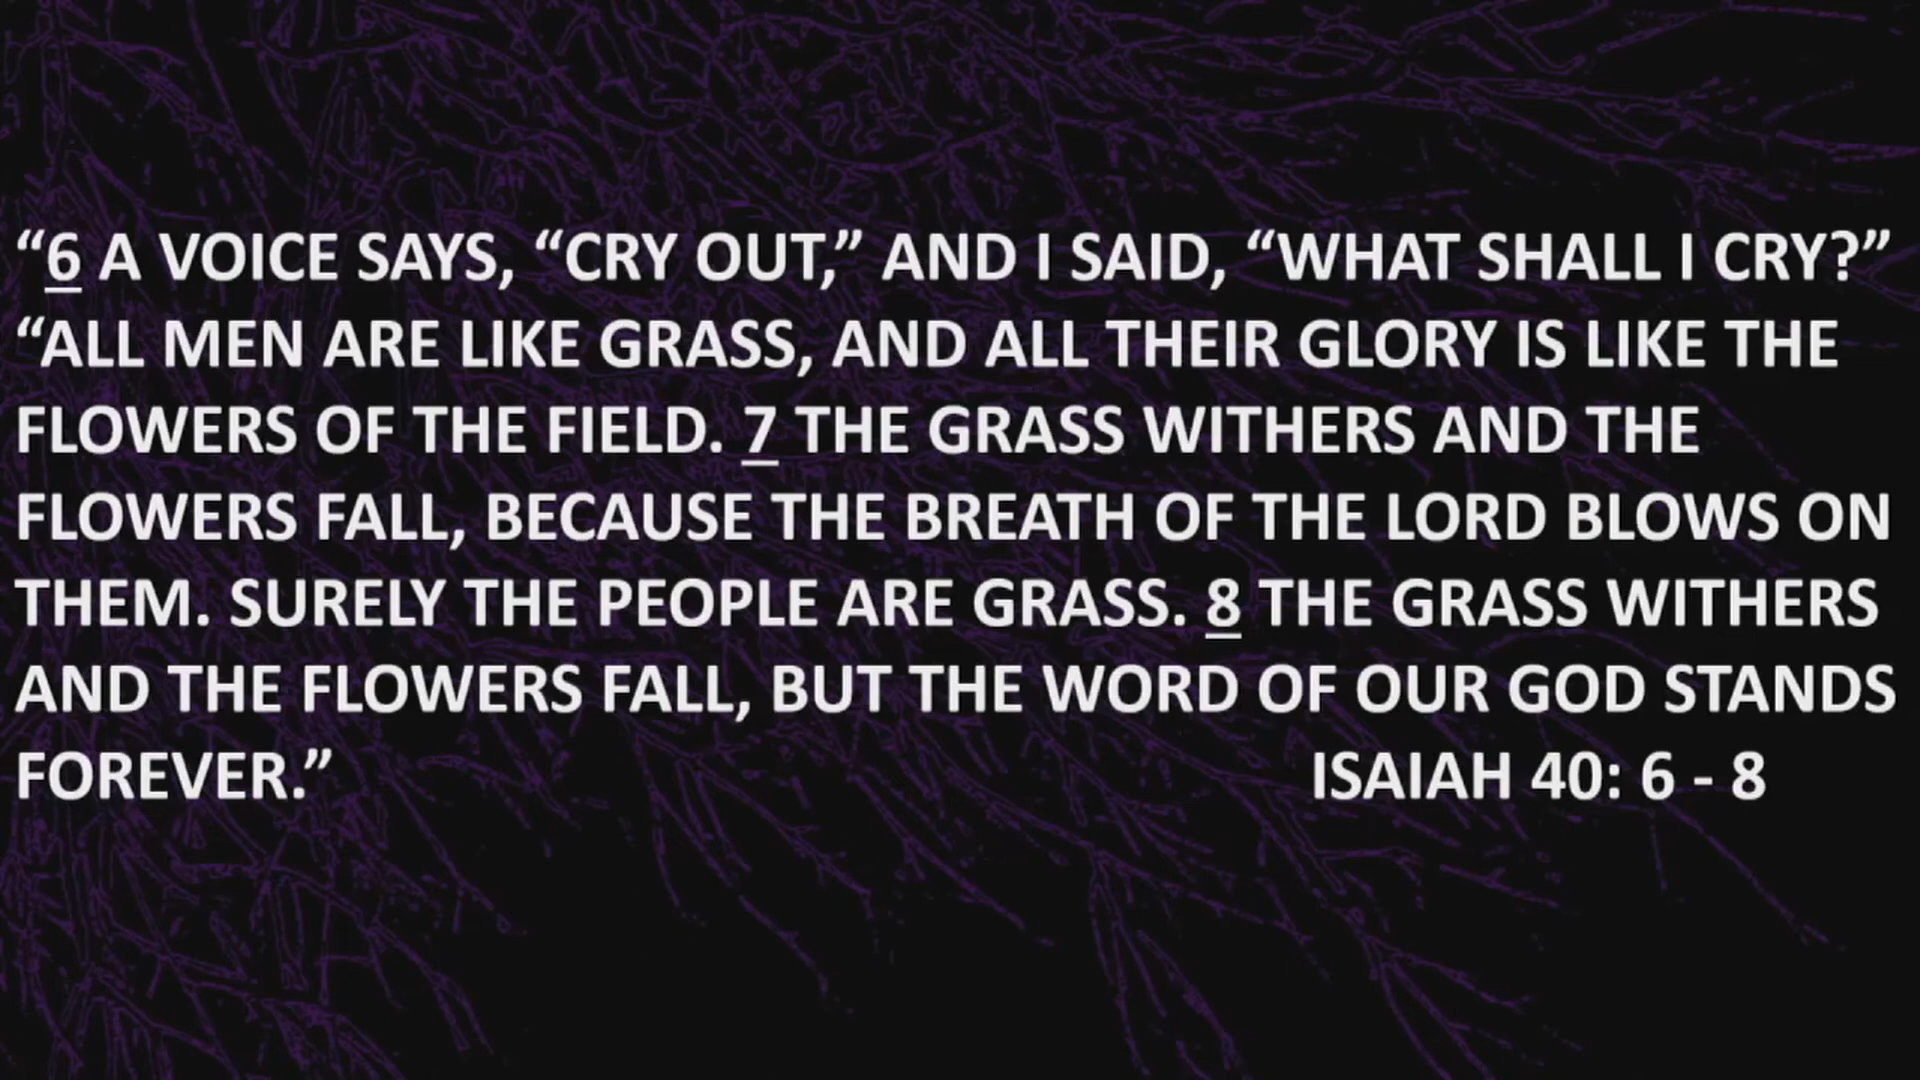 “6 A VOICE SAYS, “CRY OUT,” AND I SAID, “WHAT SHALL I CRY?”
“ALL MEN ARE LIKE GRASS, AND ALL THEIR GLORY IS LIKE THE
FLOWERS OF THE FIELD. 7 THE GRASS WITHERS AND THE
FLOWERS FALL, BECAUSE THE BREATH OF THE LORD BLOWS ON
THEM. SURELY THE PEOPLE ARE GRASS. 8 THE GRASS WITHERS
AND THE FLOWERS FALL, BUT THE WORD OF OUR GOD STANDS
FOREVER.” ISAIAH 40: 6 - 8